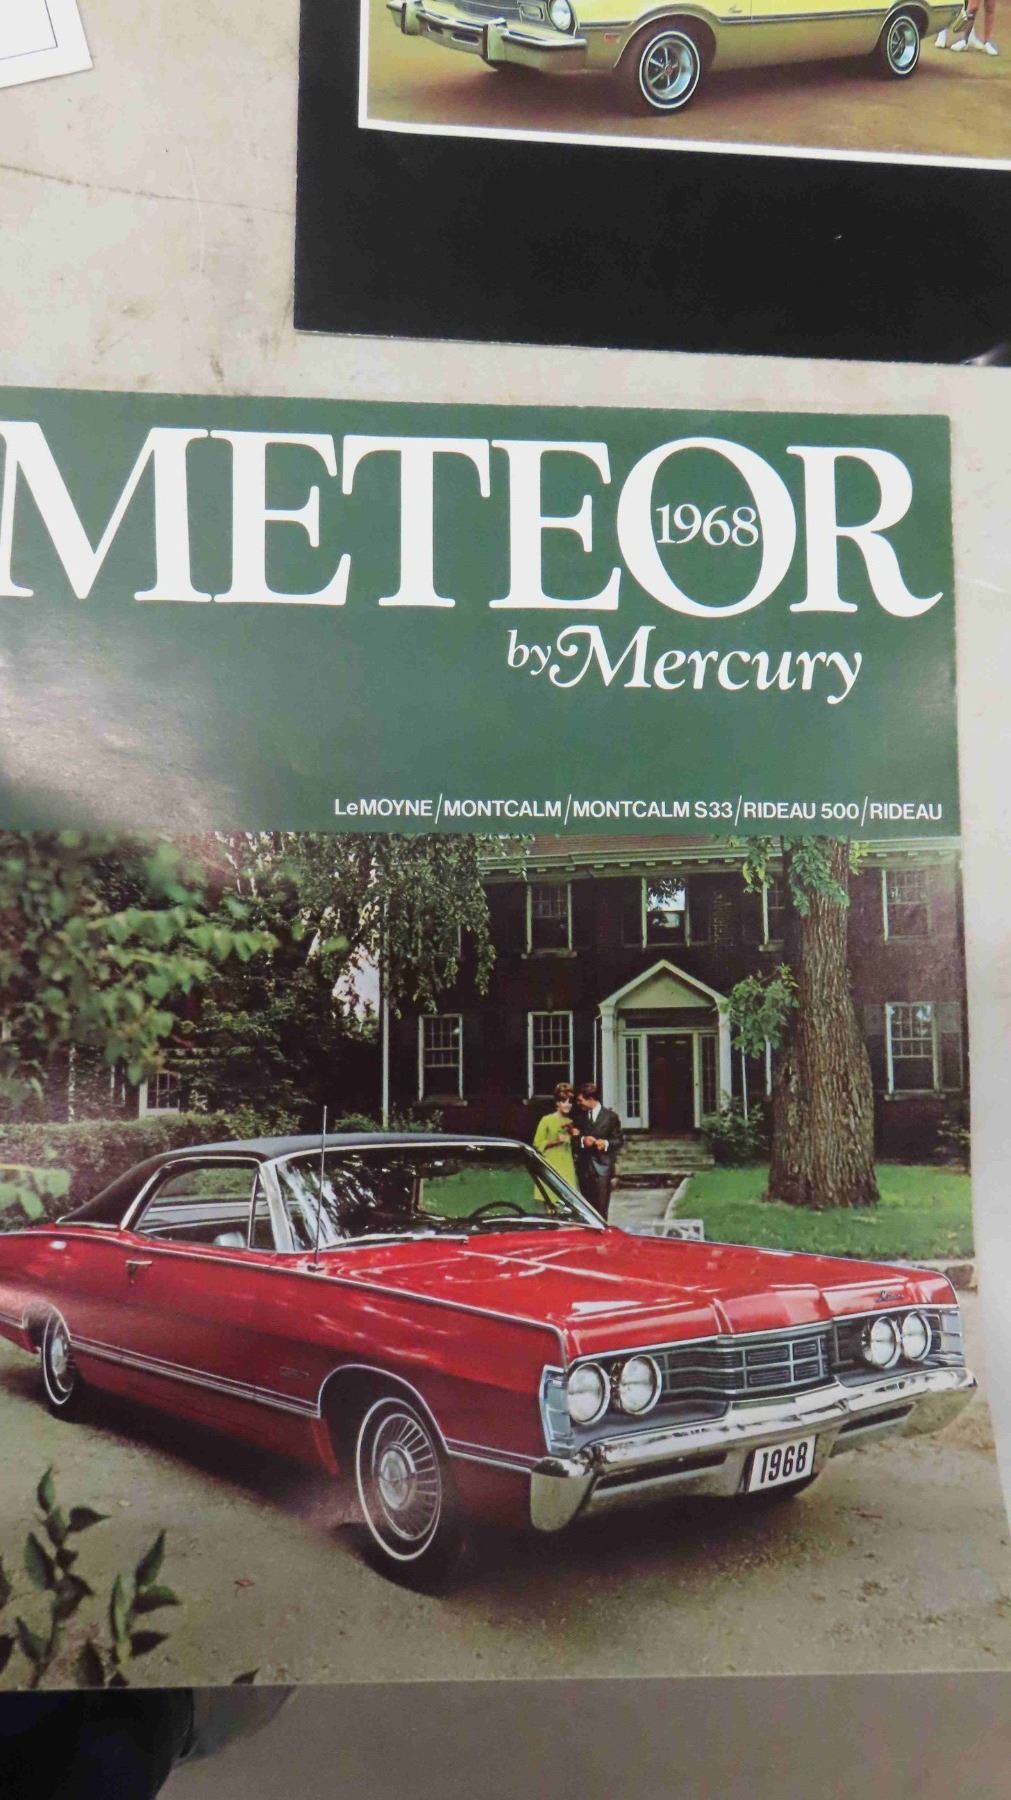 METEOR
1968
by Mercury
LeMOYNE/MONTCALM/MONTCALM S33/RIDEAU 500/RIDEAU
1968